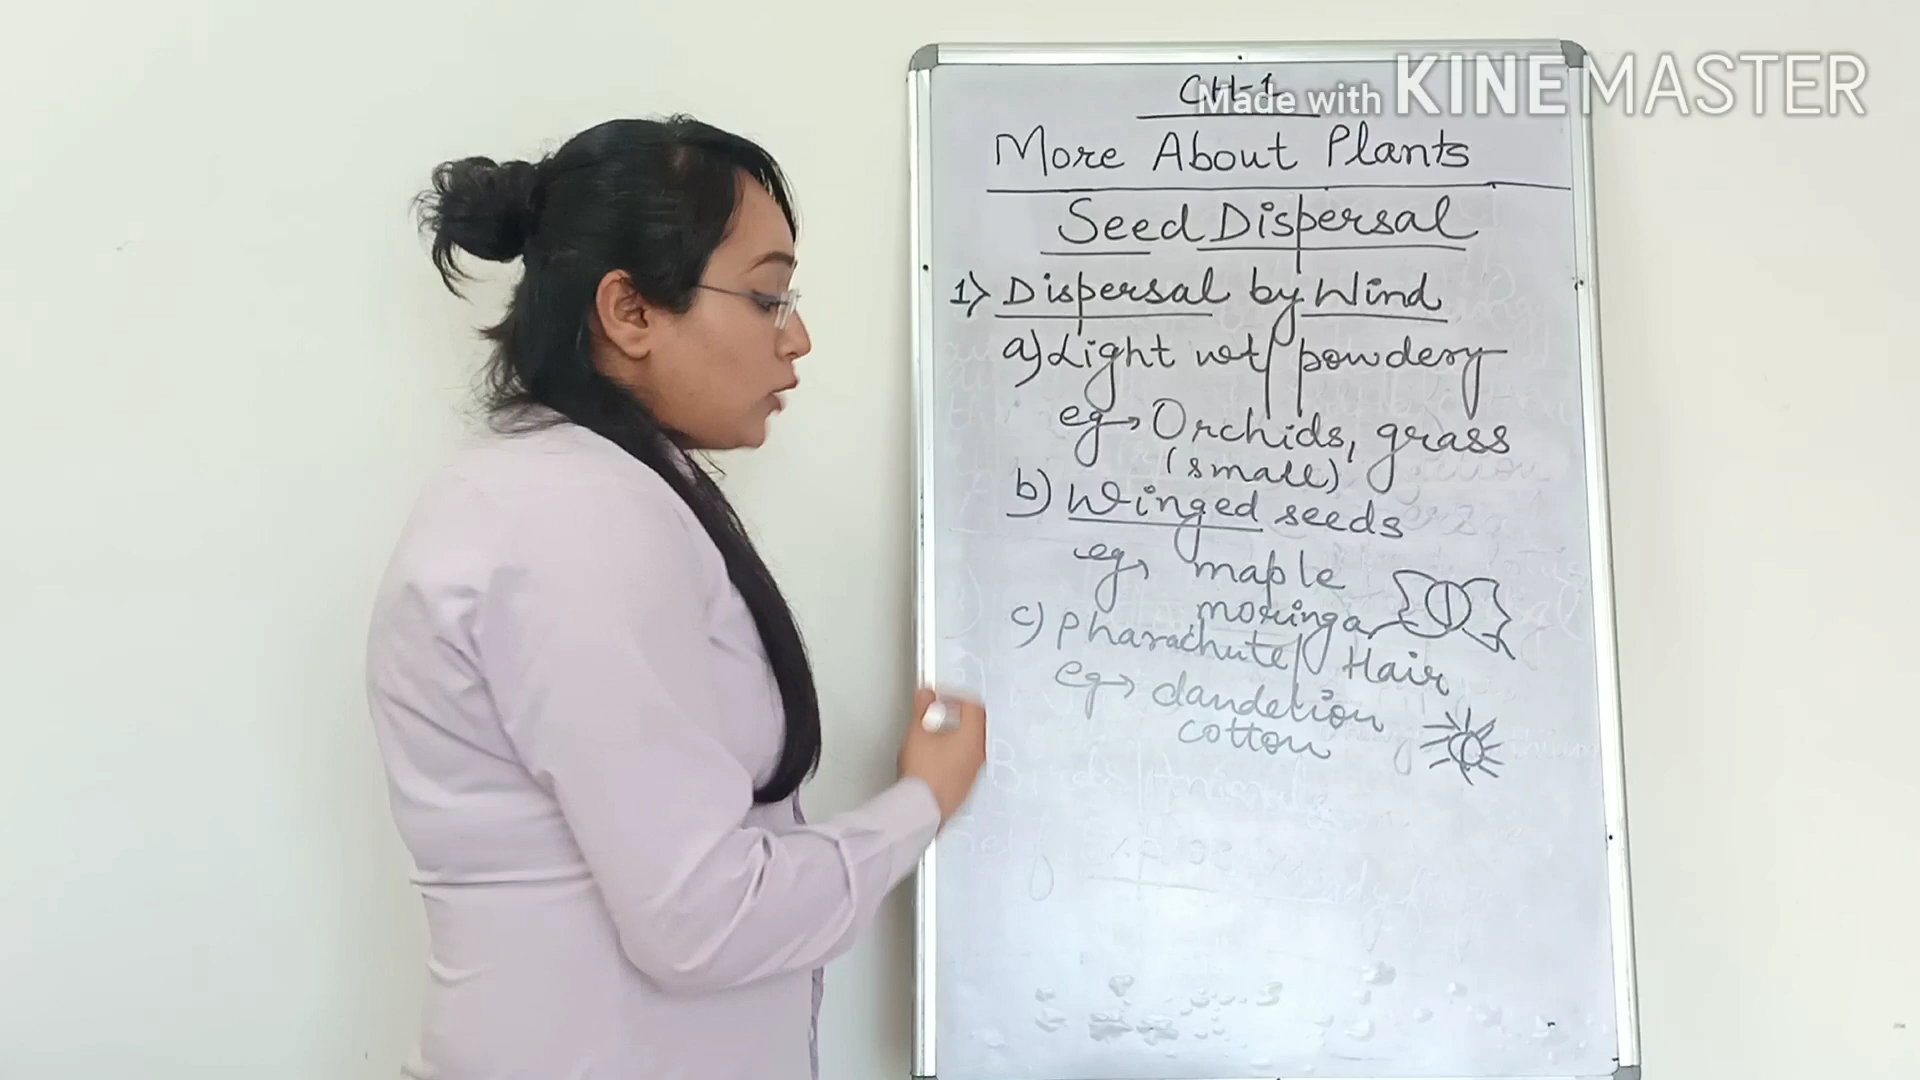 CH-1
Made with KINEMASTER
More About Plants
Seed Dispersal
1) Dispersal by Wind
a) Light wt/ powdery
eg → Orchids, grass
(small)
b) Winged seeds
eg → maple
moringa
c) Pharachute/ Hair
eg → dandelion
cotton